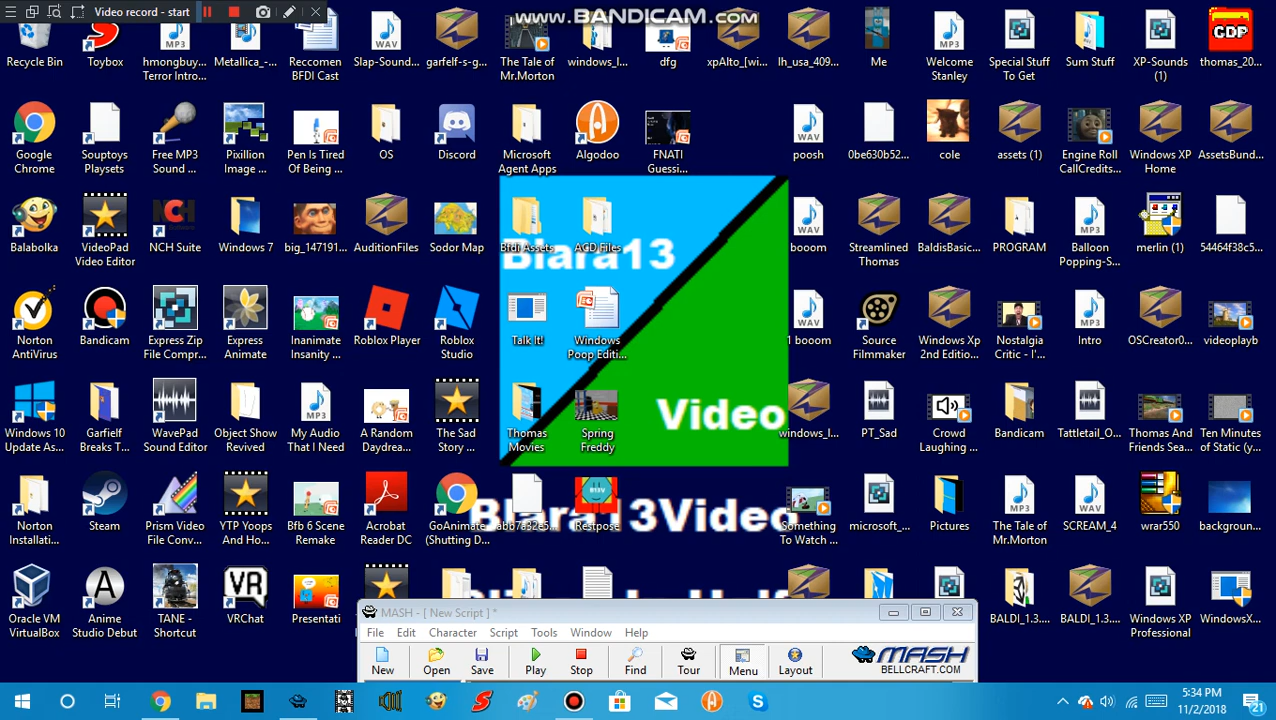 Video record - start
www.BANDICAM.com
Recycle Bin
Toybox
hmongbuy...
Terror Intro...
Metallica_-...
Reccomen
BFDI Cast
Slap-Sound...
garfelf-s-g...
The Tale of
Mr.Morton
windows_l...
dfg
xpAlto_[wi...
lh_usa_409...
Me
Welcome
Stanley
Special Stuff
To Get
Sum Stuff
XP-Sounds
(1)
GDP
thomas_20...
Google
Chrome
Souptoys
Playsets
Free MP3
Sound ...
Pixillion
Image ...
Pen Is Tired
Of Being ...
OS
Discord
Microsoft
Agent Apps
Algodoo
FNATI
Guessi...
poosh
0be630b52...
cole
assets (1)
Engine Roll
CallCredits...
Windows XP
Home
AssetsBund...
Balabolka
VideoPad
Video Editor
NCH Suite
Windows 7
big_147191...
AuditionFiles
Sodor Map
Bfdi Assets
ACD Files
Blara13
booom
Streamlined
Thomas
BaldisBasic...
PROGRAM
Balloon
Popping-S...
merlin (1)
54464f38c5...
Norton
AntiVirus
Bandicam
Express Zip
File Compr...
Express
Animate
Inanimate
Insanity ...
Roblox Player
Roblox
Studio
Talk It!
Windows
Poop Editi...
1 booom
Source
Filmmaker
Windows Xp
2nd Editio...
Nostalgia
Critic - I'...
Intro
OSCreator0...
videoplayb
Windows 10
Update As...
Garfielf
Breaks T...
WavePad
Sound Editor
Object Show
Revived
My Audio
That I Need
A Random
Daydrea...
The Sad
Story ...
Thomas
Movies
Spring
Freddy
Video
windows_l...
PT_Sad
Crowd
Laughing ...
Bandicam
Tattletail_O...
Thomas And
Friends Sea...
Ten Minutes
of Static (y...
Norton
Installati...
Steam
Prism Video
File Conv...
YTP Yoops
And Ho...
Bfb 6 Scene
Remake
Acrobat
Reader DC
GoAnimate
(Shutting D...
Restpose
Blara13Video
Something
To Watch ...
microsoft_...
Pictures
The Tale of
Mr.Morton
SCREAM_4
wrar550
backgroun...
Oracle VM
VirtualBox
Anime
Studio Debut
TANE -
Shortcut
VRChat
Presentati
BALDI_1.3....
BALDI_1.3....
Windows XP
Professional
WindowsX...
MASH - [ New Script ] *
File Edit Character Script Tools Window Help
New Open Save Play Stop Find Tour Menu Layout
MASH
BELLCRAFT.COM
5:34 PM
11/2/2018
21